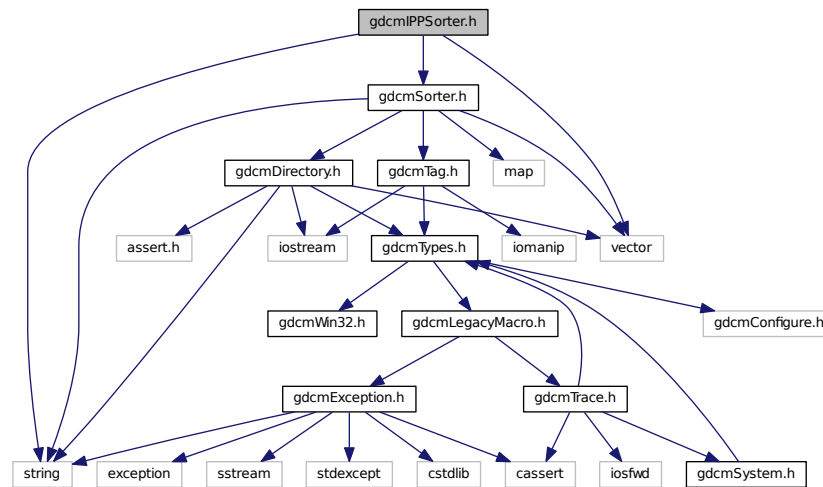 gdcmIPPSorter.h
gdcmSorter.h
gdcmDirectory.h
gdcmTag.h
map
assert.h
iostream
gdcmTypes.h
iomanip
vector
gdcmWin32.h
gdcmLegacyMacro.h
gdcmConfigure.h
gdcmException.h
gdcmTrace.h
string
exception
sstream
stdexcept
cstdlib
cassert
iosfwd
gdcmSystem.h